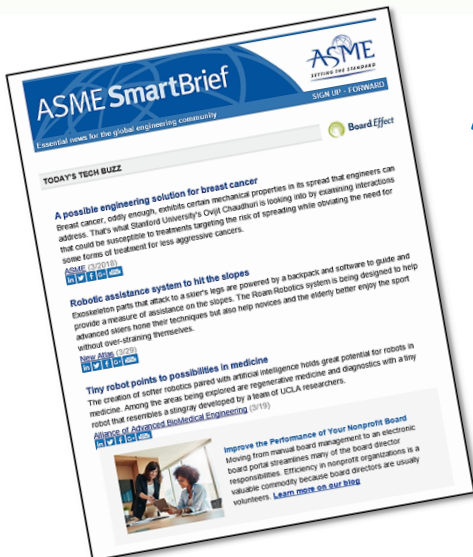 ASME SmartBrief
Essential news for the global engineering community
ASME
SETTING THE STANDARD
SIGN UP - FORWARD
TODAY'S TECH BUZZ
BoardEffect
A possible engineering solution for breast cancer
Breast cancer, oddly enough, exhibits certain mechanical properties in its spread that engineers can
address. That's what Stanford University's Ovijit Chaudhuri is looking into by examining interactions
that could be susceptible to treatments targeting the risk of spreading while obviating the need for
some forms of treatment for less aggressive cancers.
ASME (3/2018)
Robotic assistance system to hit the slopes
Exoskeleton parts that attach to a skier's legs are powered by a backpack and software to guide and
provide a measure of assistance on the slopes. The Roam Robotics system is being designed to help
advanced skiers hone their techniques but also help novices and the elderly better enjoy the sport
without over-straining themselves.
New Atlas (3/29)
Tiny robot points to possibilities in medicine
The creation of softer robotics paired with artificial intelligence holds great potential for robots in
medicine. Among the areas being explored are regenerative medicine and diagnostics with a tiny
robot that resembles a stingray developed by a team of UCLA researchers.
Alliance of Advanced BioMedical Engineering (3/19)
Improve the Performance of Your Nonprofit Board
Moving from manual board management to an electronic
board portal streamlines many of the board director
responsibilities. Efficiency in nonprofit organizations is a
valuable commodity because board directors are usually
volunteers. Learn more on our blog